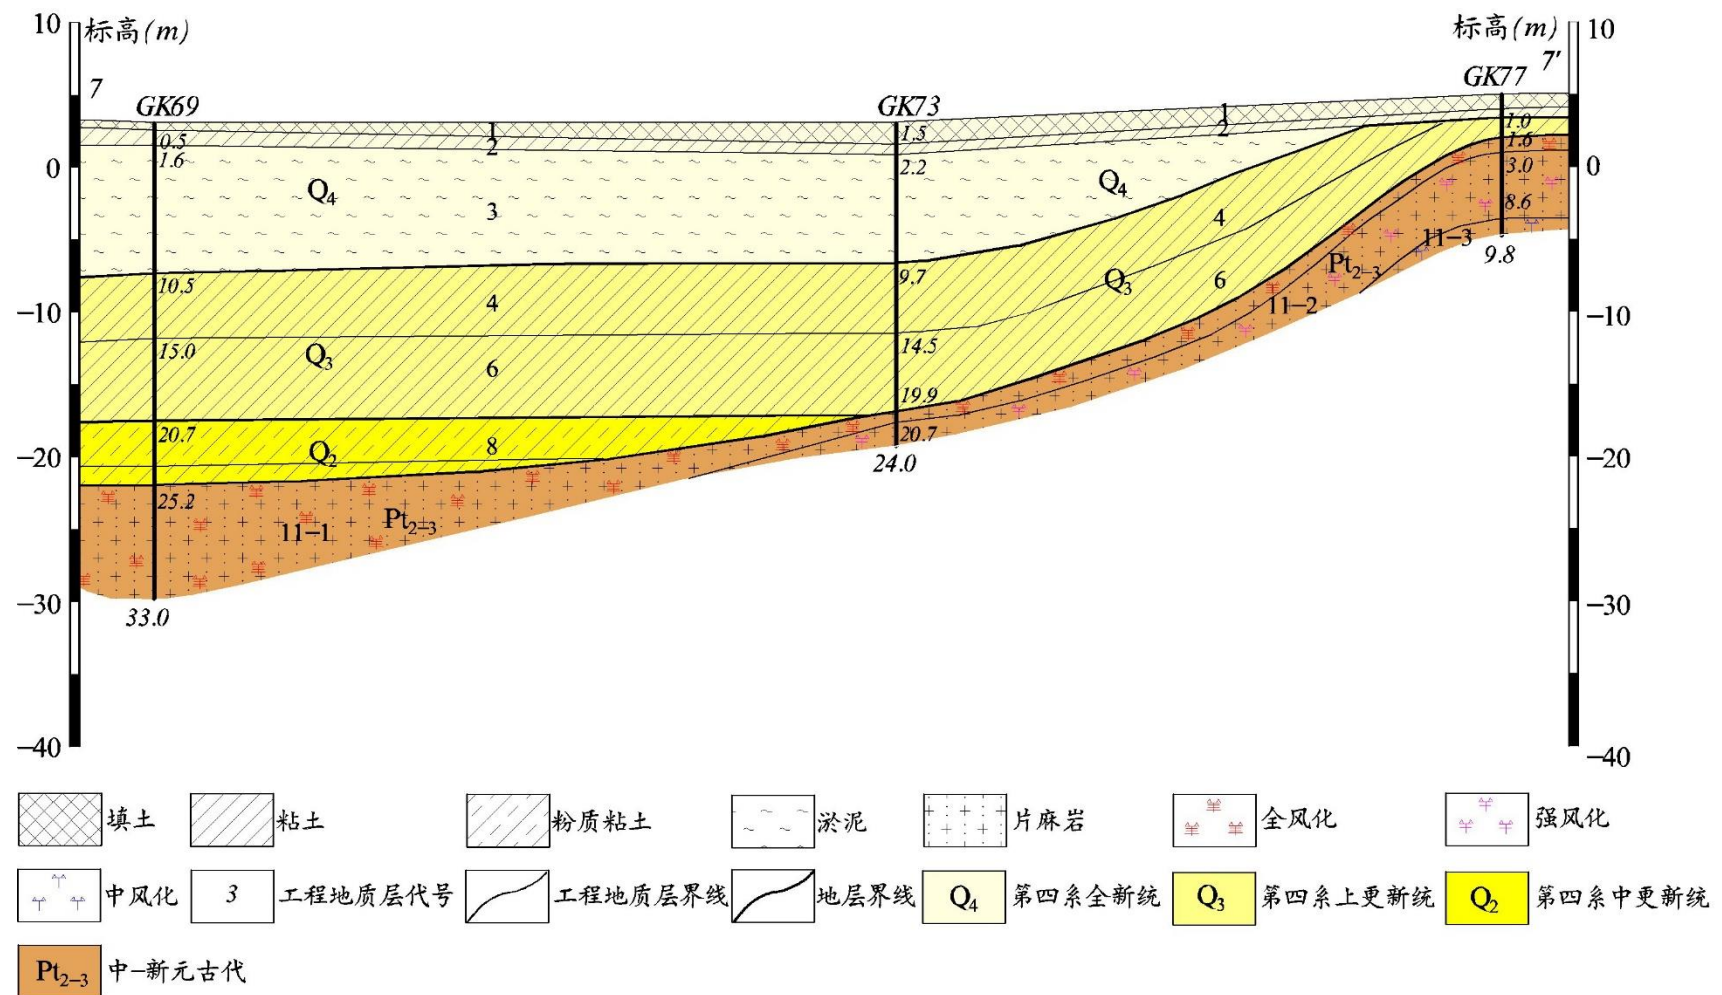 10 标高(m) 标高(m) 10
7 7′
GK69 GK73 GK77
1 1
0.5 1.5 1.0
2 2
1.6 2.2 1.6
0 0
3.0
Q₄ 3 Q₄ 8.6
4
11-3
9.8
10.5 9.7
Pt₂₋₃
4 Q₃ 6
-10 11-2 -10
15.0 Q₃ 14.5
6
19.9
20.7 Q₂ 8 20.7
-20 24.0 -20
25.2
11-1 Pt₂₋₃
-30 -30
33.0
-40 -40
填土 粘土 粉质粘土 淤泥 片麻岩 全风化 强风化
中风化 3 工程地质层代号 工程地质层界线 地层界线 Q₄ 第四系全新统 Q₃ 第四系上更新统 Q₂ 第四系中更新统
Pt₂₋₃ 中-新元古代